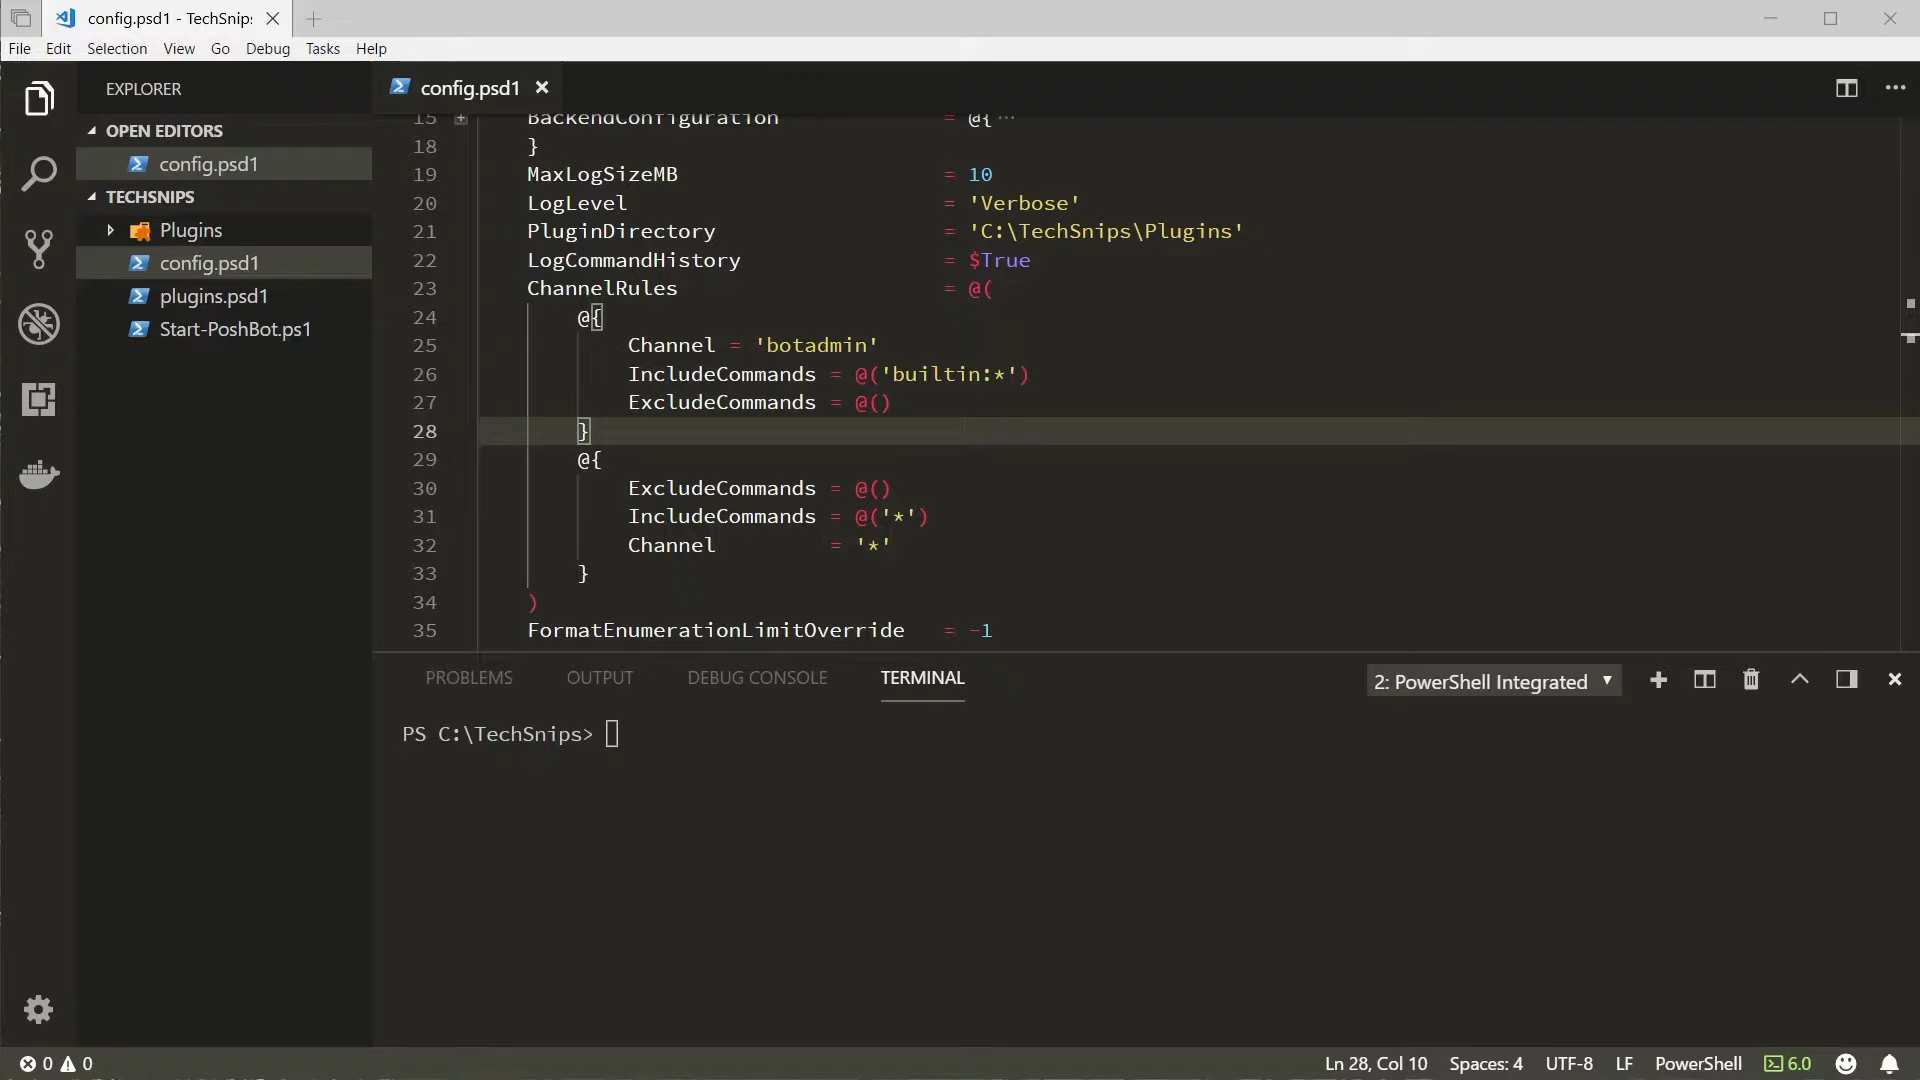 config.psd1 - TechSnips
File Edit Selection View Go Debug Tasks Help
EXPLORER
OPEN EDITORS
config.psd1
TECHSNIPS
Plugins
config.psd1
plugins.psd1
Start-PoshBot.ps1
config.psd1
15 BackendConfiguration = @{ ...
18 }
19 MaxLogSizeMB = 10
20 LogLevel = 'Verbose'
21 PluginDirectory = 'C:\TechSnips\Plugins'
22 LogCommandHistory = $True
23 ChannelRules = @(
24 @{
25 Channel = 'botadmin'
26 IncludeCommands = @('builtin:*')
27 ExcludeCommands = @()
28 }
29 @{
30 ExcludeCommands = @()
31 IncludeCommands = @('*')
32 Channel = '*'
33 }
34 )
35 FormatEnumerationLimitOverride = -1
PROBLEMS OUTPUT DEBUG CONSOLE TERMINAL 2: PowerShell Integrated
PS C:\TechSnips>
0 0 Ln 28, Col 10 Spaces: 4 UTF-8 LF PowerShell 6.0